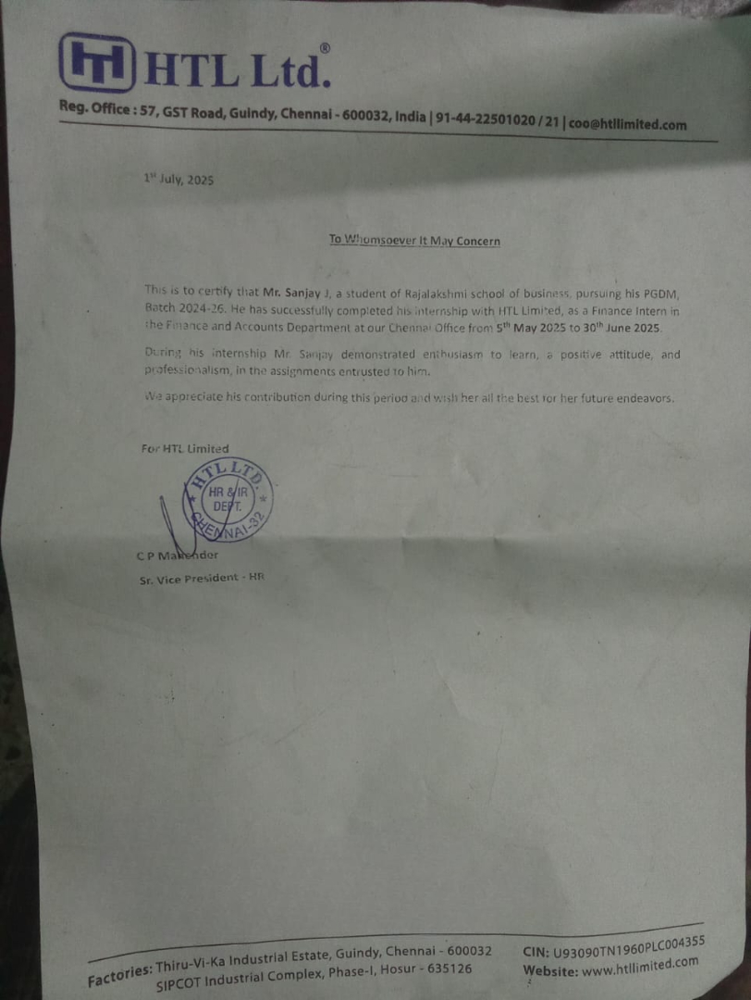 HTL Ltd.®
Reg. Office : 57, GST Road, Guindy, Chennai - 600032, India | 91-44-22501020 / 21 | coo@htllimited.com
1st July, 2025
To Whomsoever It May Concern
This is to certify that Mr. Sanjay J, a student of Rajalakshmi school of business, pursuing his PGDM,
Batch 2024-26. He has successfully completed his internship with HTL Limited, as a Finance Intern in
the Finance and Accounts Department at our Chennai Office from 5th May 2025 to 30th June 2025.
During his internship Mr. Sanjay demonstrated enthusiasm to learn, a positive attitude, and
professionalism, in the assignments entrusted to him.
We appreciate his contribution during this period and wish her all the best for her future endeavors.
For HTL Limited
HTL LTD.
HR & IR
DEPT.
CHENNAI-32
C P
Sr. Vice President - HR
Factories: Thiru-Vi-Ka Industrial Estate, Guindy, Chennai - 600032
SIPCOT Industrial Complex, Phase-I, Hosur - 635126
CIN: U93090TN1960PLC004355
Website: www.htllimited.com